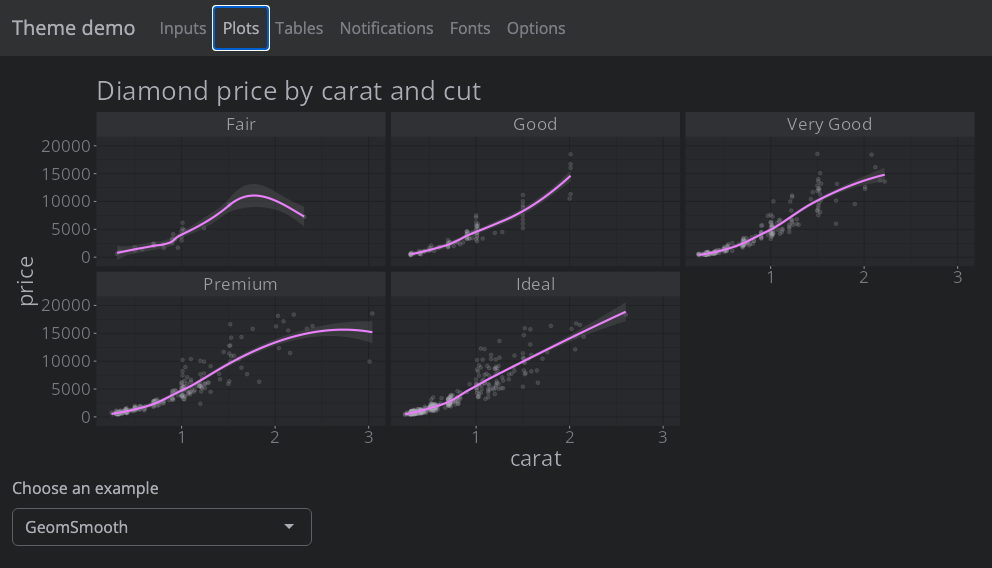 Theme demo Inputs Plots Tables Notifications Fonts Options
Diamond price by carat and cut
Fair Good Very Good
20000
15000
10000
5000
0
1 2 3
price
Premium Ideal
20000
15000
10000
5000
0
1 2 3 1 2 3
carat
Choose an example
GeomSmooth